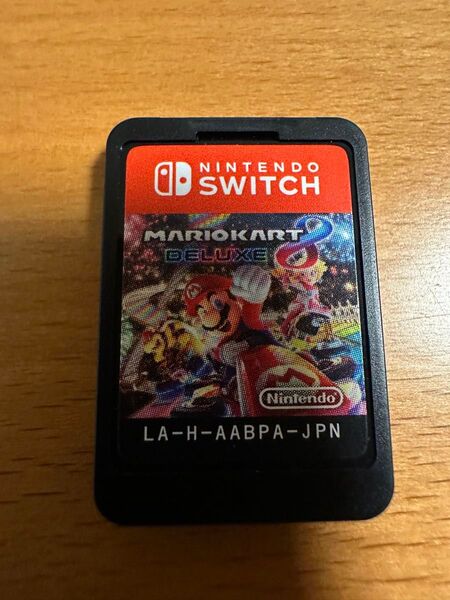 NINTENDO
SWITCH
MARIOKART 8
DELUXE
Nintendo
LA-H-AABPA-JPN